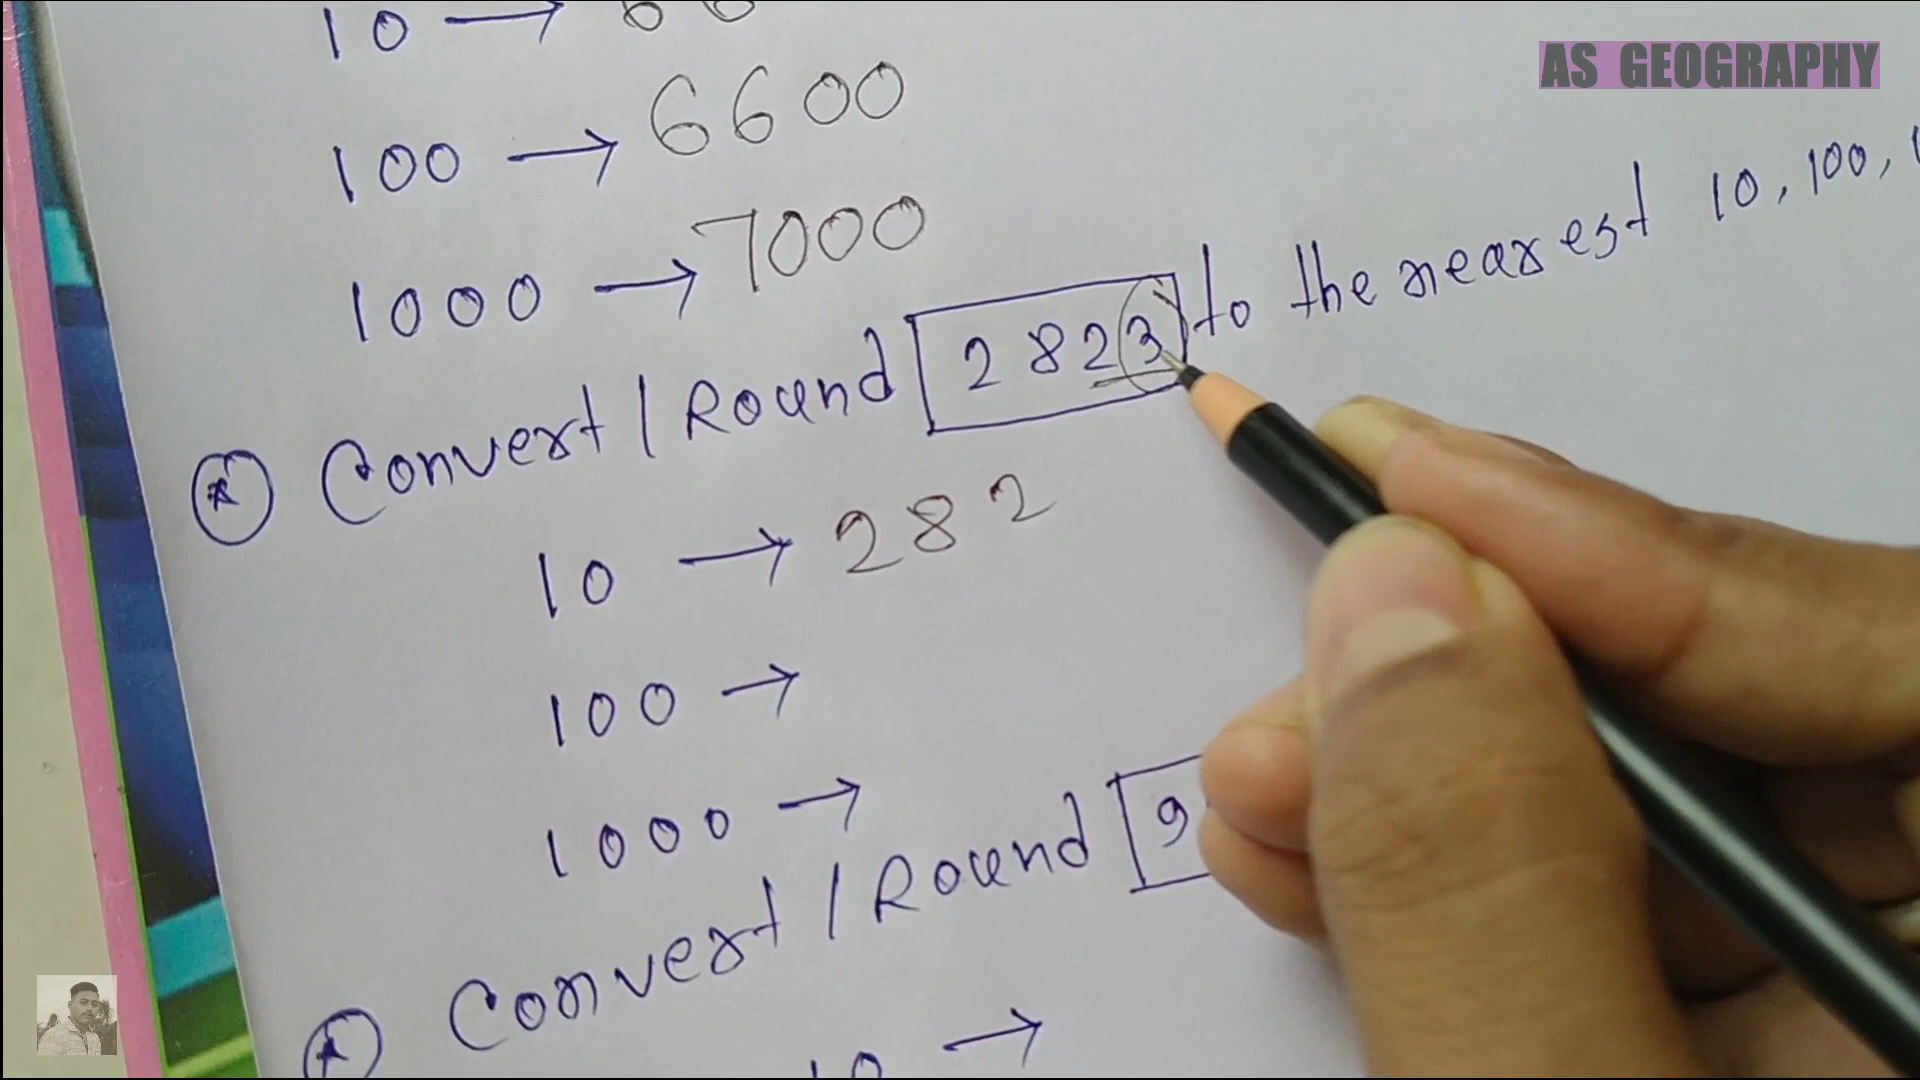 AS GEOGRAPHY
10 →
100 → 6600
1000 → 7000
* Convert/Round 2823 to the nearest 10, 100,
10 → 282
100 →
1000 →
* Convert/Round 9
10 →